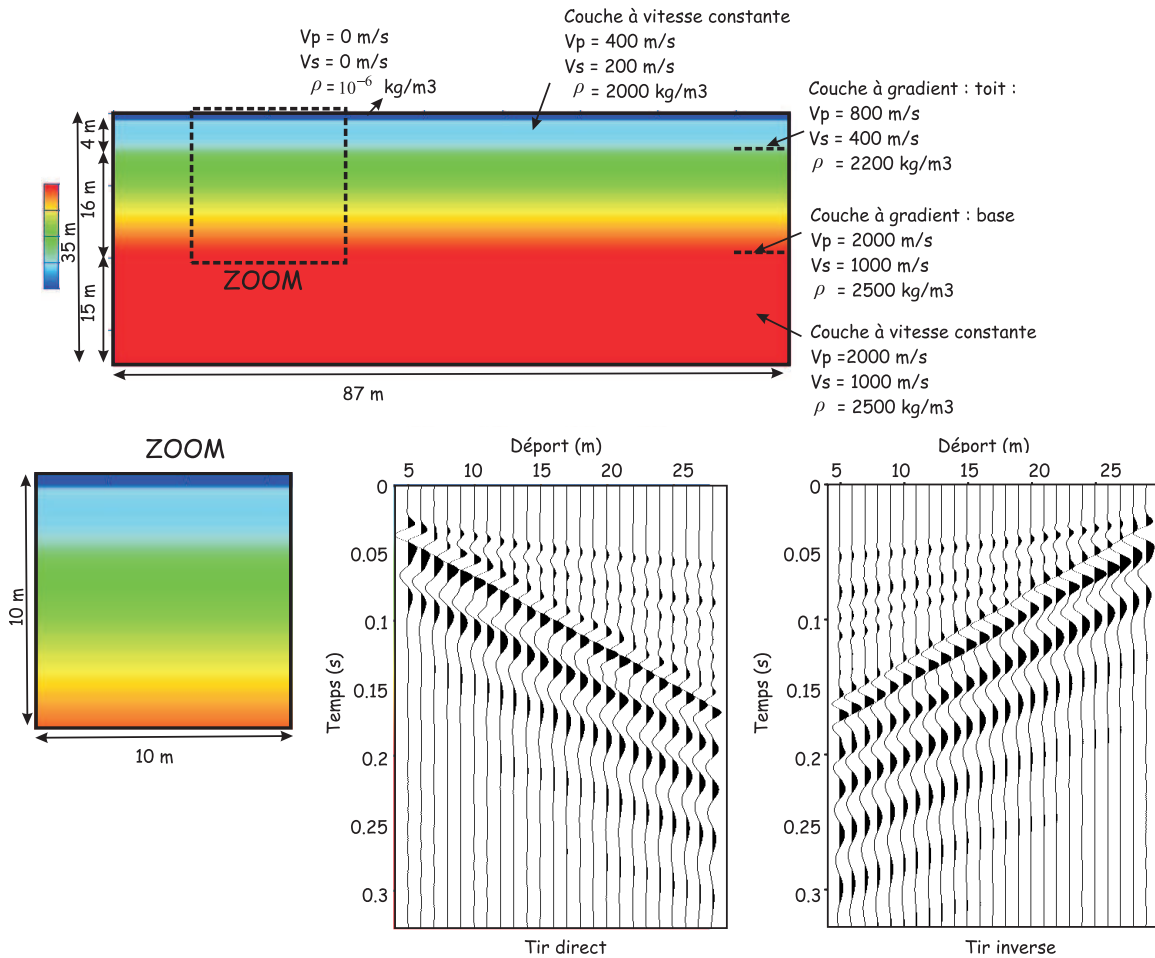 Vp = 0 m/s
Vs = 0 m/s
ρ = 10⁻⁶ kg/m3
Couche à vitesse constante
Vp = 400 m/s
Vs = 200 m/s
ρ = 2000 kg/m3
Couche à gradient : toit :
Vp = 800 m/s
Vs = 400 m/s
ρ = 2200 kg/m3
Couche à gradient : base
Vp = 2000 m/s
Vs = 1000 m/s
ρ = 2500 kg/m3
Couche à vitesse constante
Vp =2000 m/s
Vs = 1000 m/s
ρ = 2500 kg/m3
4 m
16 m
35 m
15 m
ZOOM
87 m
ZOOM
10 m
10 m
Déport (m)
5 10 15 20 25
0
0.05
0.1
0.15
0.2
0.25
0.3
Temps (s)
Tir direct
Déport (m)
5 10 15 20 25
0
0.05
0.1
0.15
0.2
0.25
0.3
Temps (s)
Tir inverse